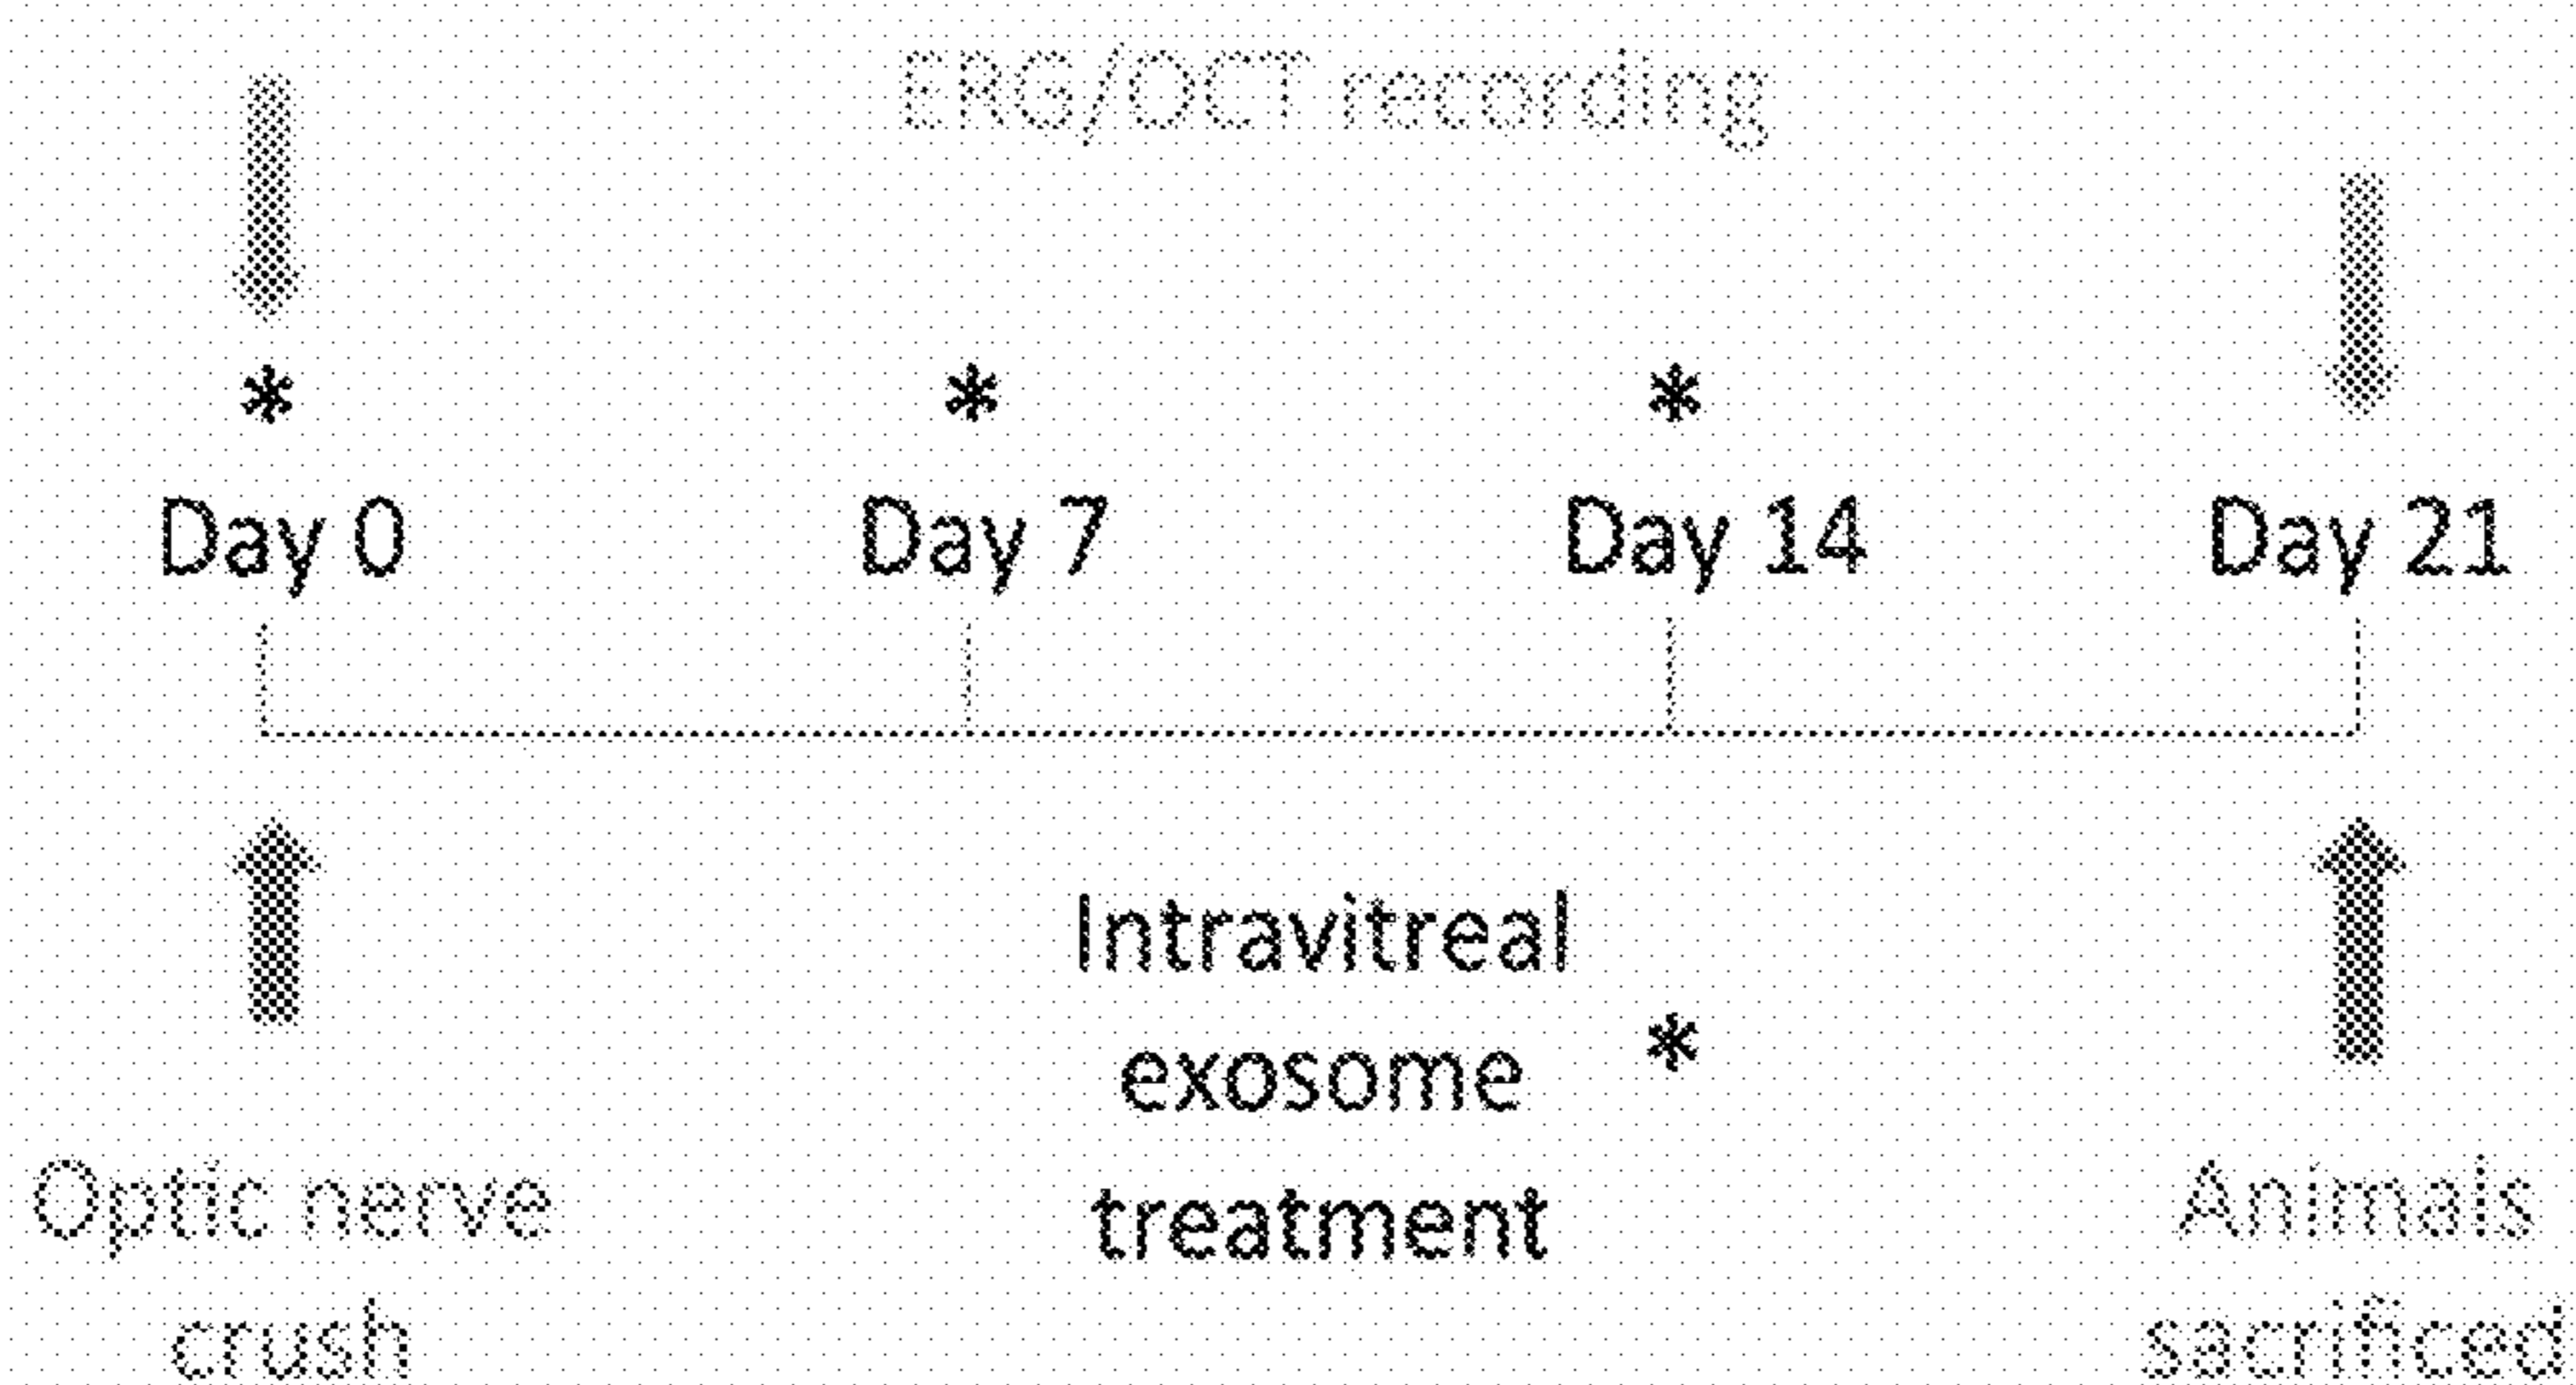 ERG/OCT recording
* * *
Day 0 Day 7 Day 14 Day 21
Intravitreal
exosome *
treatment
Optic nerve
crush
Animals
sacrificed